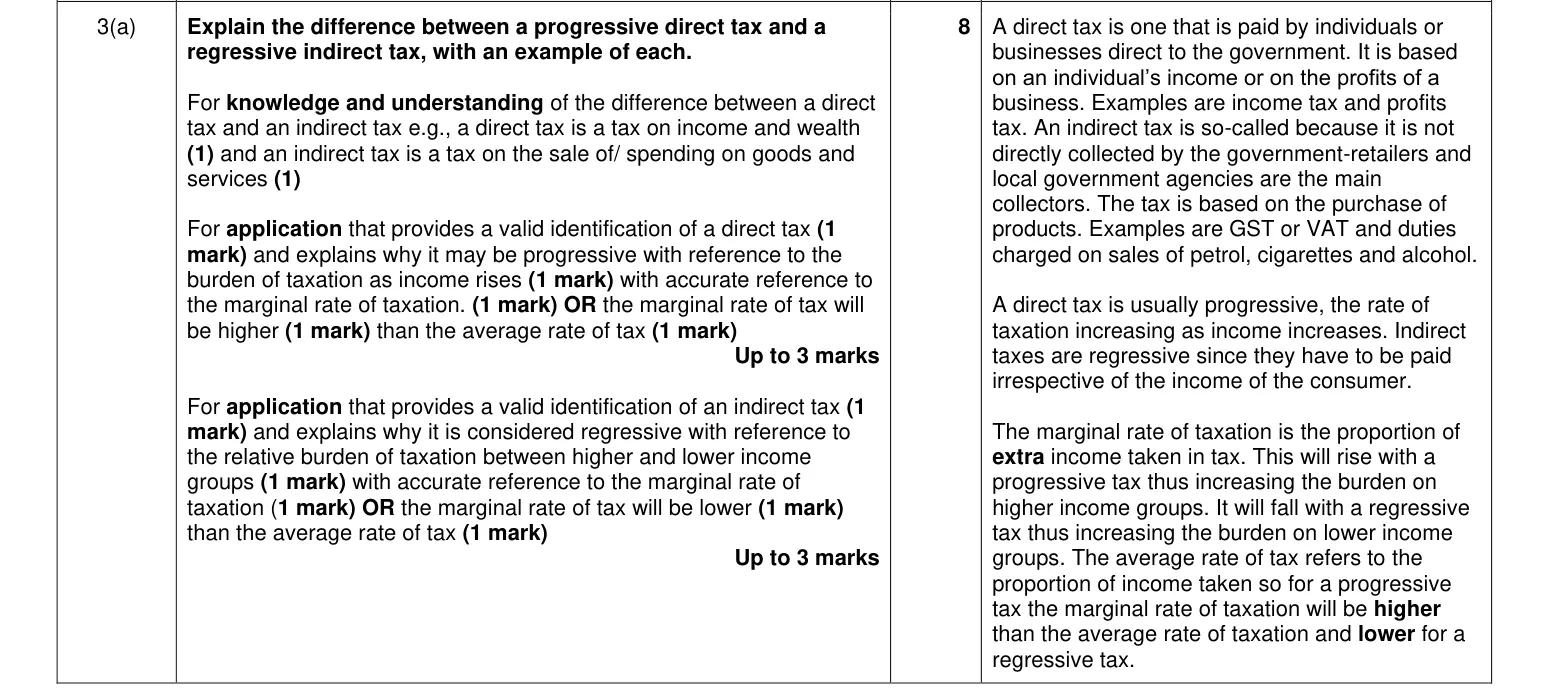 3(a)
Explain the difference between a progressive direct tax and a
regressive indirect tax, with an example of each.
For knowledge and understanding of the difference between a direct
tax and an indirect tax e.g., a direct tax is a tax on income and wealth
(1) and an indirect tax is a tax on the sale of/ spending on goods and
services (1)
For application that provides a valid identification of a direct tax (1
mark) and explains why it may be progressive with reference to the
burden of taxation as income rises (1 mark) with accurate reference to
the marginal rate of taxation. (1 mark) OR the marginal rate of tax will
be higher (1 mark) than the average rate of tax (1 mark)
Up to 3 marks
For application that provides a valid identification of an indirect tax (1
mark) and explains why it is considered regressive with reference to
the relative burden of taxation between higher and lower income
groups (1 mark) with accurate reference to the marginal rate of
taxation (1 mark) OR the marginal rate of tax will be lower (1 mark)
than the average rate of tax (1 mark)
Up to 3 marks
8
A direct tax is one that is paid by individuals or
businesses direct to the government. It is based
on an individual's income or on the profits of a
business. Examples are income tax and profits
tax. An indirect tax is so-called because it is not
directly collected by the government-retailers and
local government agencies are the main
collectors. The tax is based on the purchase of
products. Examples are GST or VAT and duties
charged on sales of petrol, cigarettes and alcohol.
A direct tax is usually progressive, the rate of
taxation increasing as income increases. Indirect
taxes are regressive since they have to be paid
irrespective of the income of the consumer.
The marginal rate of taxation is the proportion of
extra income taken in tax. This will rise with a
progressive tax thus increasing the burden on
higher income groups. It will fall with a regressive
tax thus increasing the burden on lower income
groups. The average rate of tax refers to the
proportion of income taken so for a progressive
tax the marginal rate of taxation will be higher
than the average rate of taxation and lower for a
regressive tax.